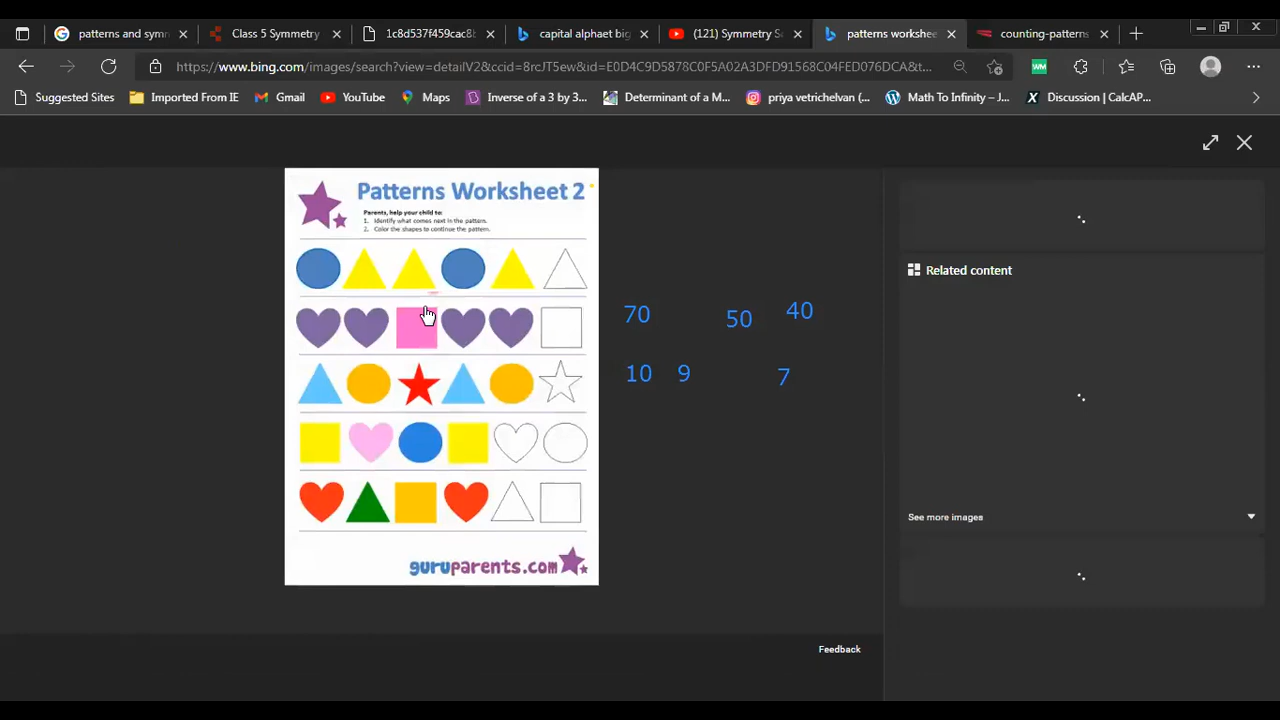 patterns and symn
Class 5 Symmetry
1c8d537f459cac8b
capital alphaet big
(121) Symmetry So
patterns workshee
counting-patterns
https://www.bing.com/images/search?view=detailV2&ccid=8rcJT5ew&id=E0D4C9D5878C0F5A02A3DFD91568C04FED076DCA&t...
Suggested Sites
Imported From IE
Gmail
YouTube
Maps
Inverse of a 3 by 3...
Determinant of a M...
priya vetrichelvan (...
Math To Infinity – J...
Discussion | CalcAP...
Patterns Worksheet 2
Parents, help your child to:
1. Identify what comes next in the pattern.
2. Color the shapes to continue the pattern.
70 50 40
10 9 7
guruparents.com
Related content
See more images
Feedback